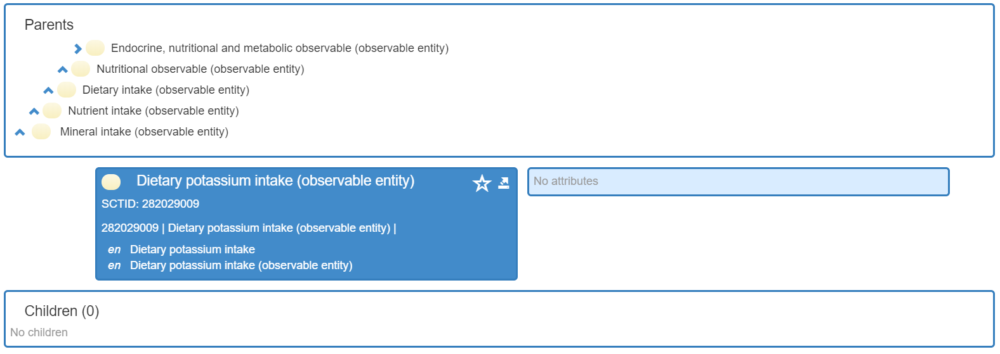 Parents
Endocrine, nutritional and metabolic observable (observable entity)
Nutritional observable (observable entity)
Dietary intake (observable entity)
Nutrient intake (observable entity)
Mineral intake (observable entity)
Dietary potassium intake (observable entity)
SCTID: 282029009
282029009 | Dietary potassium intake (observable entity) |
en Dietary potassium intake
en Dietary potassium intake (observable entity)
No attributes
Children (0)
No children